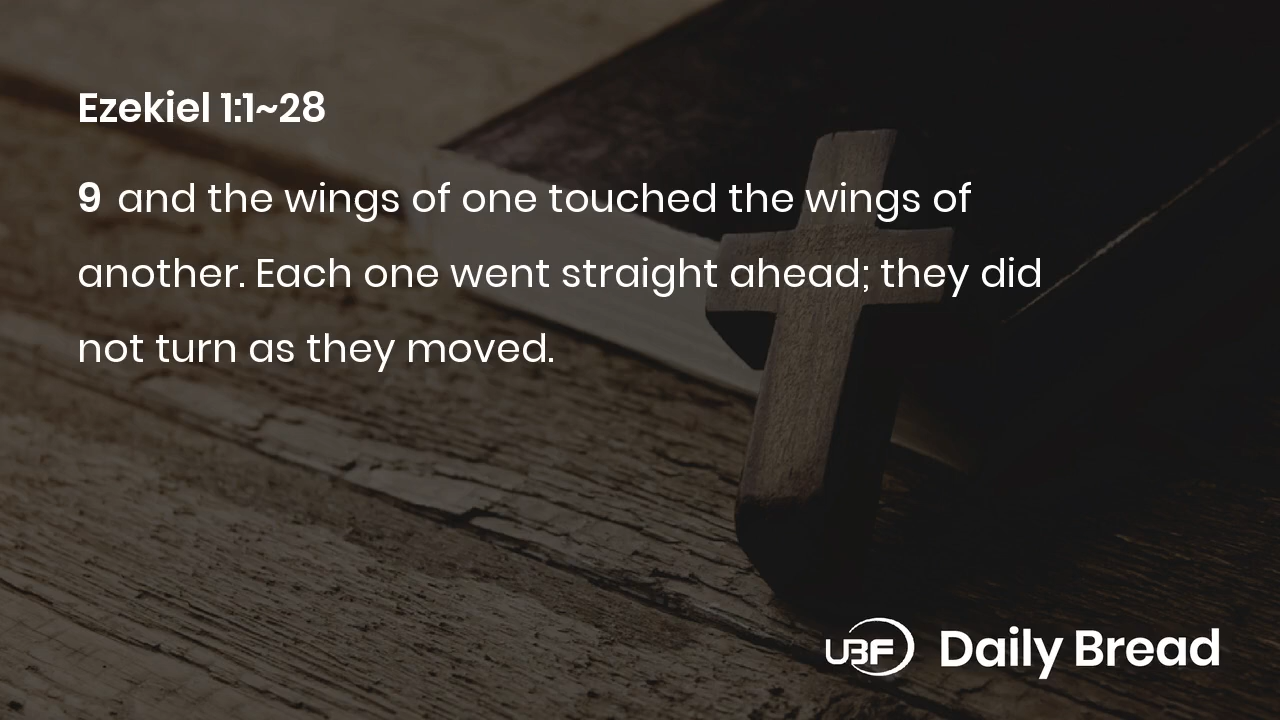 Ezekiel 1:1~28
9 and the wings of one touched the wings of
another. Each one went straight ahead; they did
not turn as they moved.
UBF Daily Bread